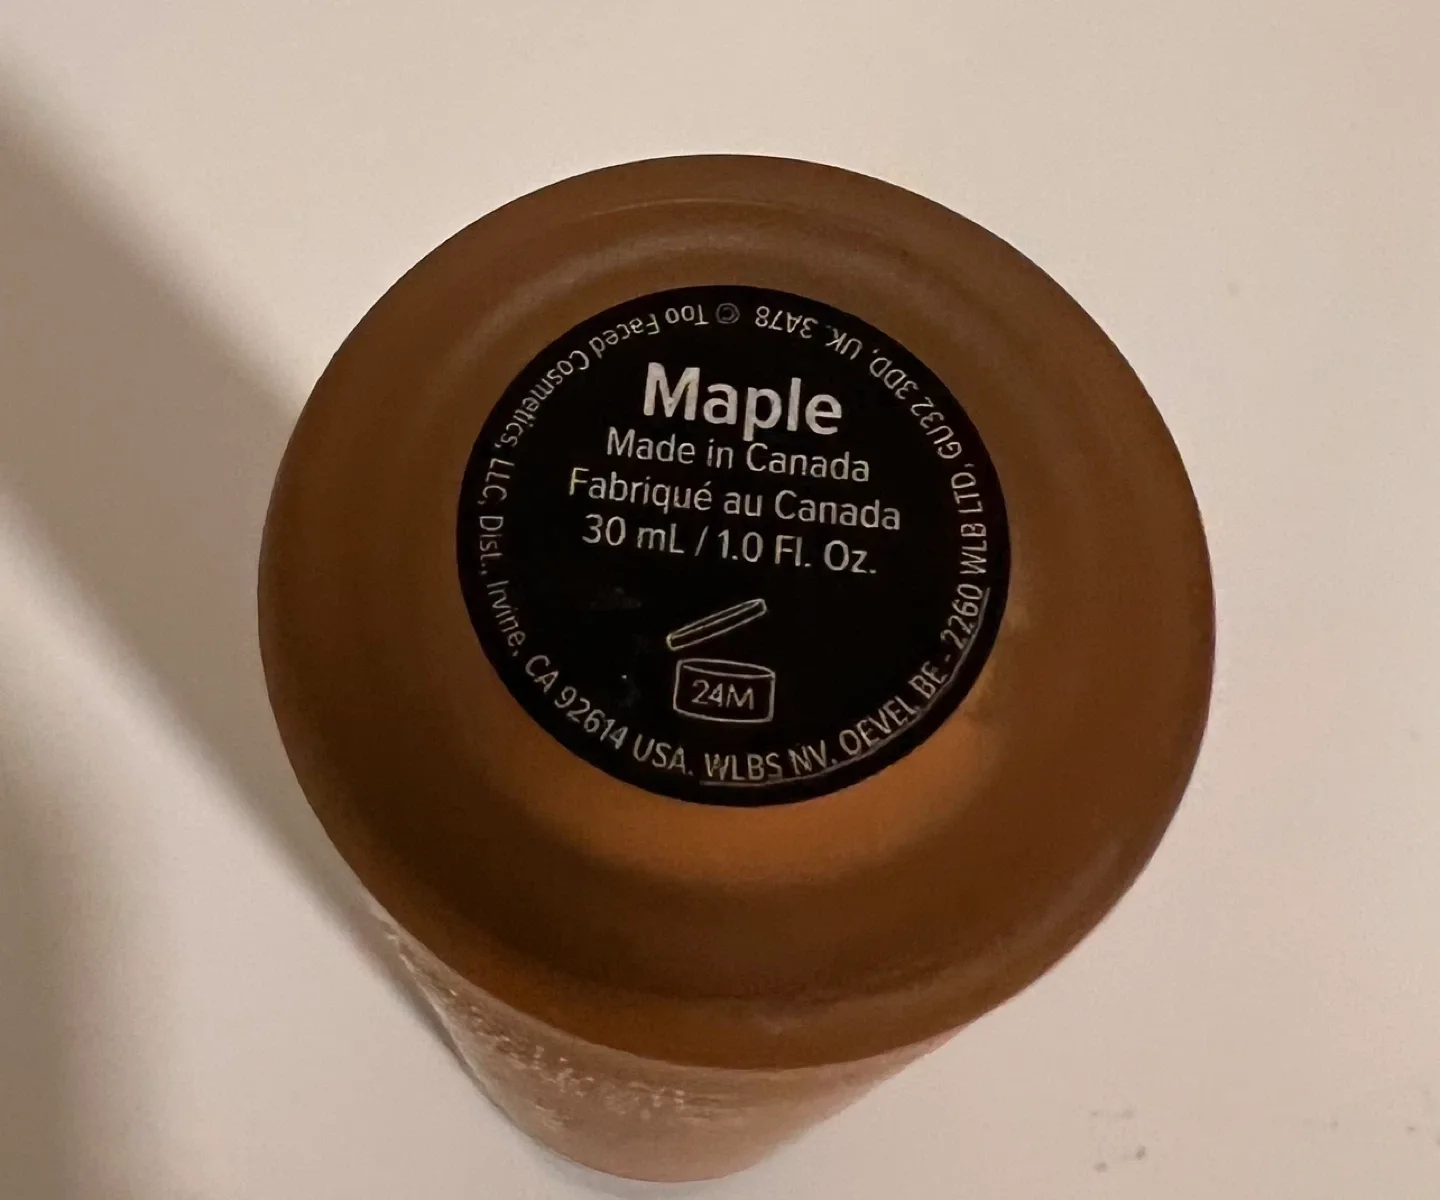 Maple
Made in Canada
Fabriqué au Canada
30 mL / 1.0 Fl. Oz.
24M
© Too Faced Cosmetics, LLC, Dist., Irvine, CA 92614 USA. WLBS NV, OEVEL, BE - 2260 WLB LTD, GU32 3DD, UK. 3A78